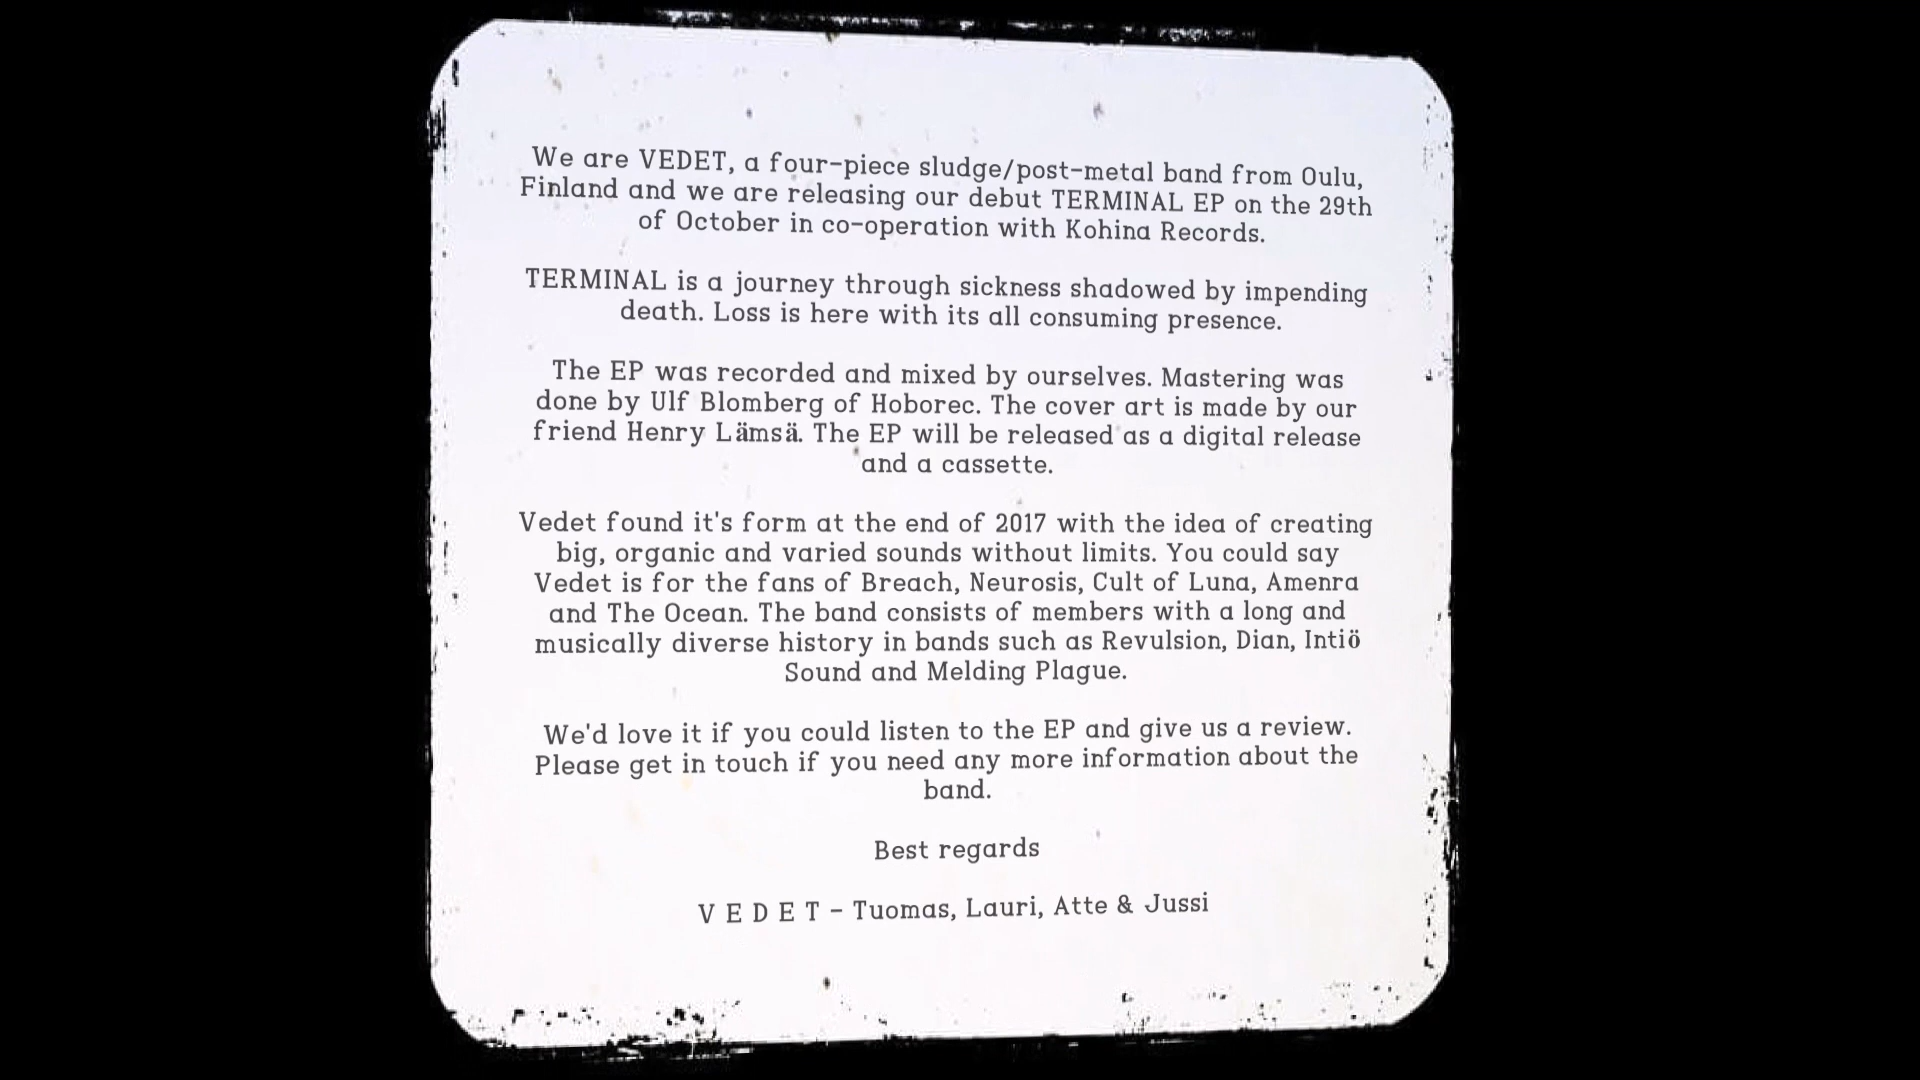 We are VEDET, a four-piece sludge/post-metal band from Oulu,
Finland and we are releasing our debut TERMINAL EP on the 29th
of October in co-operation with Kohina Records.
TERMINAL is a journey through sickness shadowed by impending
death. Loss is here with its all consuming presence.
The EP was recorded and mixed by ourselves. Mastering was
done by Ulf Blomberg of Hoborec. The cover art is made by our
friend Henry Lämsä. The EP will be released as a digital release
and a cassette.
Vedet found it's form at the end of 2017 with the idea of creating
big, organic and varied sounds without limits. You could say
Vedet is for the fans of Breach, Neurosis, Cult of Luna, Amenra
and The Ocean. The band consists of members with a long and
musically diverse history in bands such as Revulsion, Dian, Intiö
Sound and Melding Plague.
We'd love it if you could listen to the EP and give us a review.
Please get in touch if you need any more information about the
band.
Best regards
V E D E T - Tuomas, Lauri, Atte & Jussi